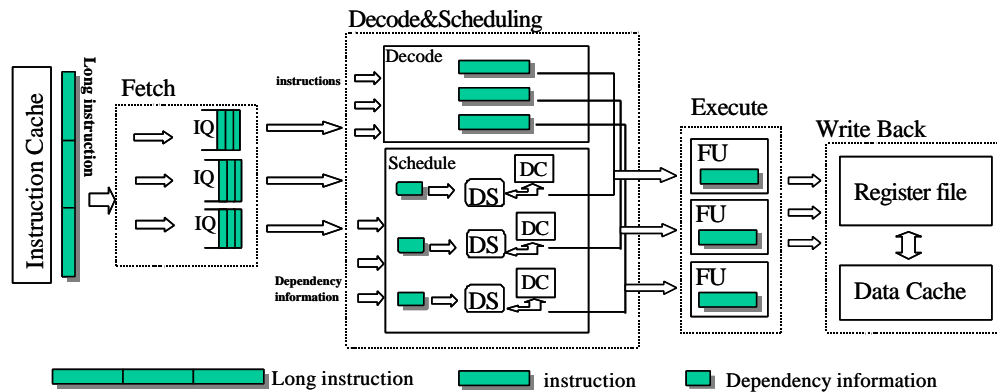 Decode&Scheduling
Instruction Cache
Long instruction
Fetch
IQ
IQ
IQ
instructions
Decode
Schedule
DS
DC
DS
DC
DS
DC
Dependency
information
Execute
FU
FU
FU
Write Back
Register file
Data Cache
Long instruction
instruction
Dependency information